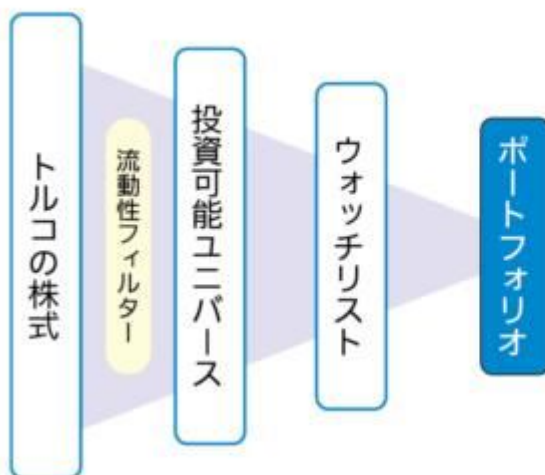 トルコの株式
流動性フィルター
投資可能ユニバース
ウォッチリスト
ポートフォリオ